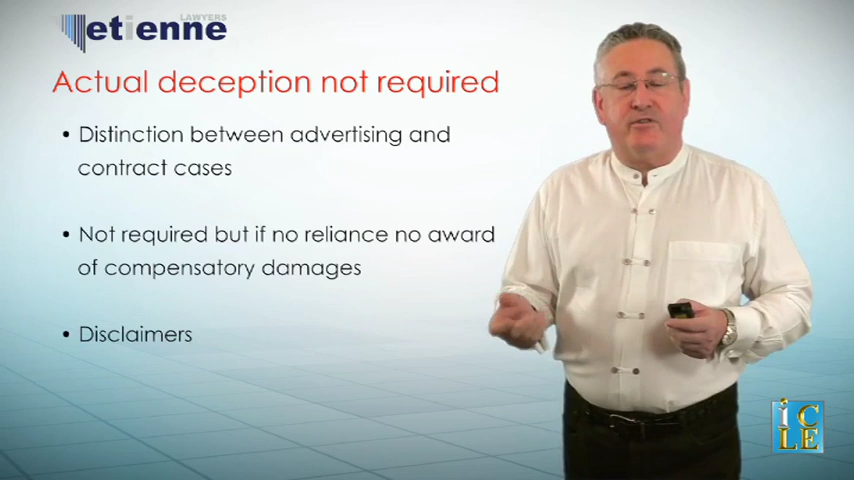 LAWYERS
etienne
Actual deception not required
• Distinction between advertising and
contract cases
• Not required but if no reliance no award
of compensatory damages
• Disclaimers
i C
L E